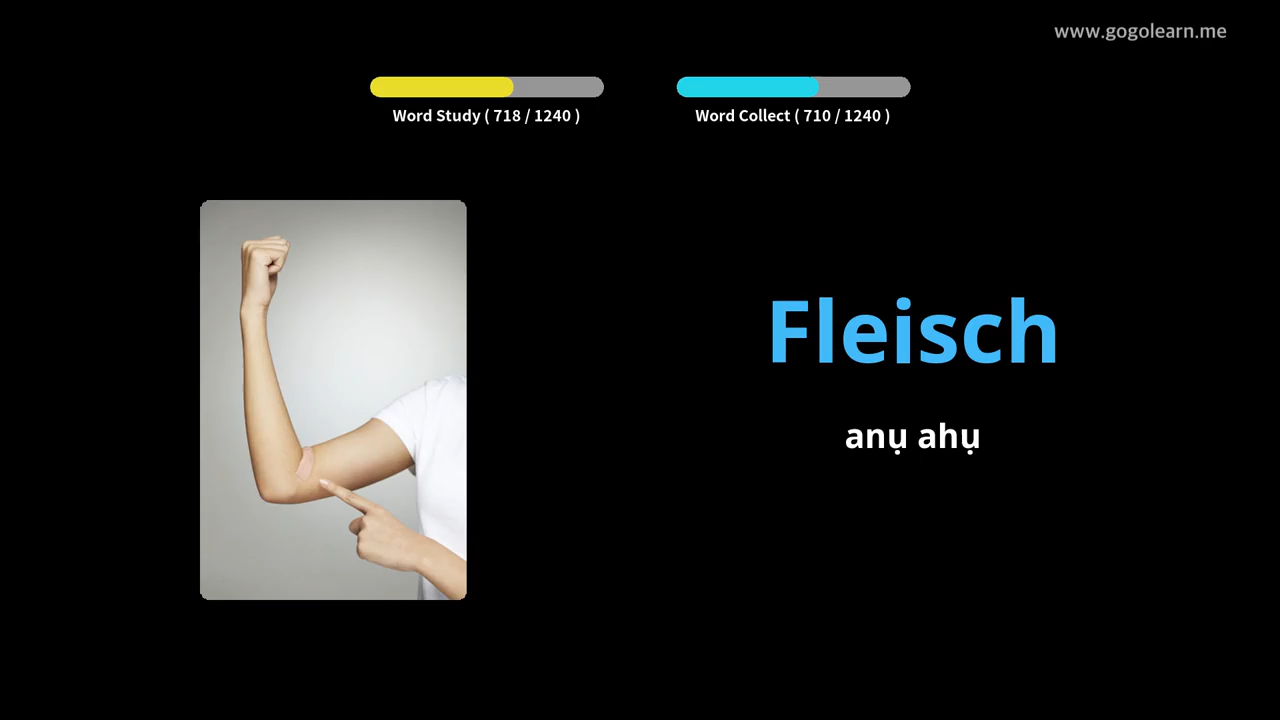 www.gogolearn.me
Word Study ( 718 / 1240 )
Word Collect ( 710 / 1240 )
Fleisch
anụ ahụ